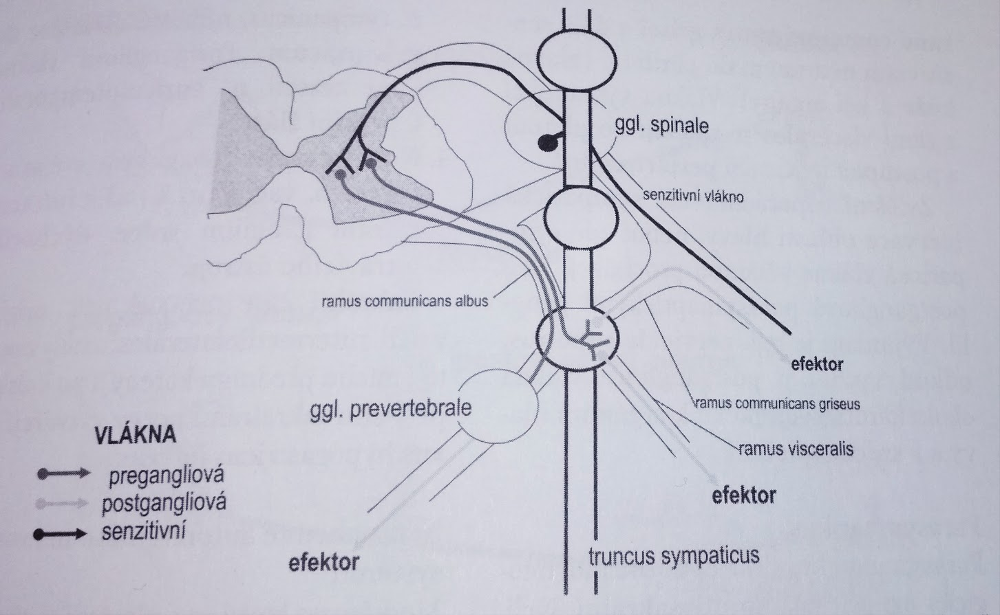 ggl. spinale
senzitivní vlákno
ramus communicans albus
efektor
ramus communicans griseus
ggl. prevertebrale
ramus visceralis
VLÁKNA
pregangliová
postgangliová
senzitivní
efektor
efektor
truncus sympaticus